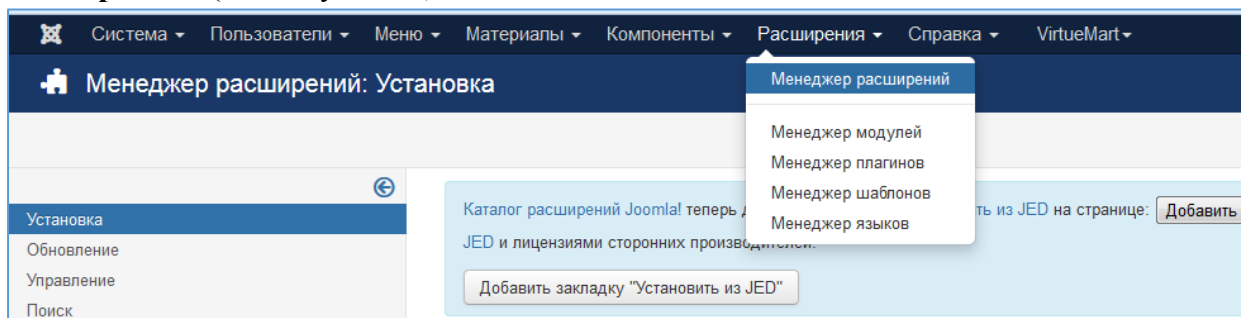 Система Пользователи Меню Материалы Компоненты Расширения Справка VirtueMart
Менеджер расширений: Установка
Менеджер расширений
Менеджер модулей
Менеджер плагинов
Менеджер шаблонов
Менеджер языков
Установка
Обновление
Управление
Поиск
Каталог расширений Joomla! теперь из JED на странице: Добавить
JED и лицензиями сторонних
Добавить закладку "Установить из JED"